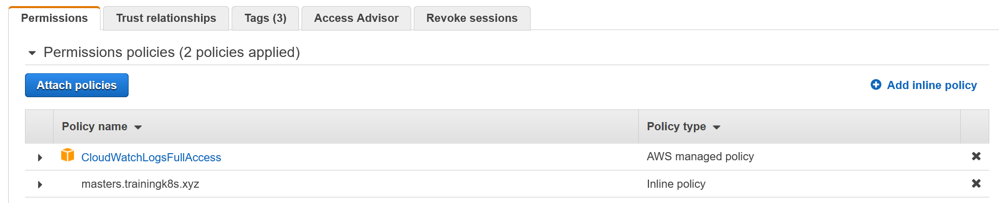 Permissions Trust relationships Tags (3) Access Advisor Revoke sessions
Permissions policies (2 policies applied)
Attach policies Add inline policy
Policy name Policy type
CloudWatchLogsFullAccess AWS managed policy
masters.trainingk8s.xyz Inline policy